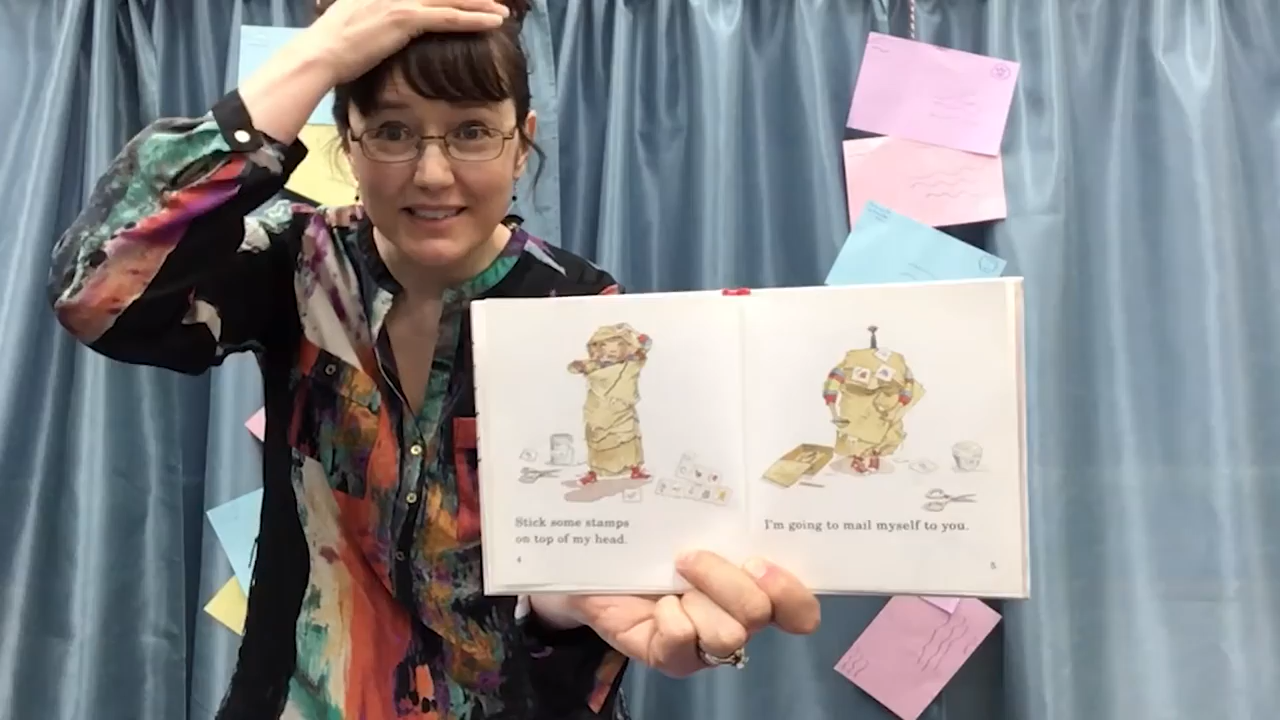 Stick some stamps
on top of my head.
4
I'm going to mail myself to you.
5